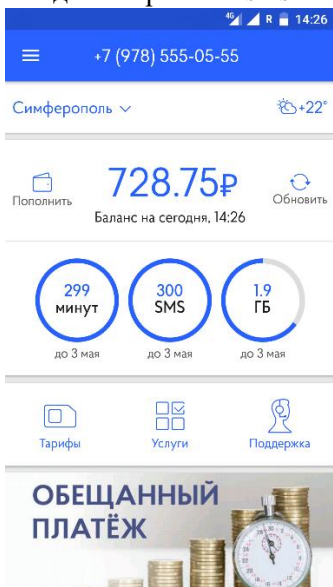 4G R 14:26
+7 (978) 555-05-55
Симферополь +22°
728.75₽
Пополнить
Обновить
Баланс на сегодня, 14:26
299
минут
300
SMS
1.9
ГБ
до 3 мая до 3 мая до 3 мая
Тарифы Услуги Поддержка
ОБЕЩАННЫЙ
ПЛАТЁЖ